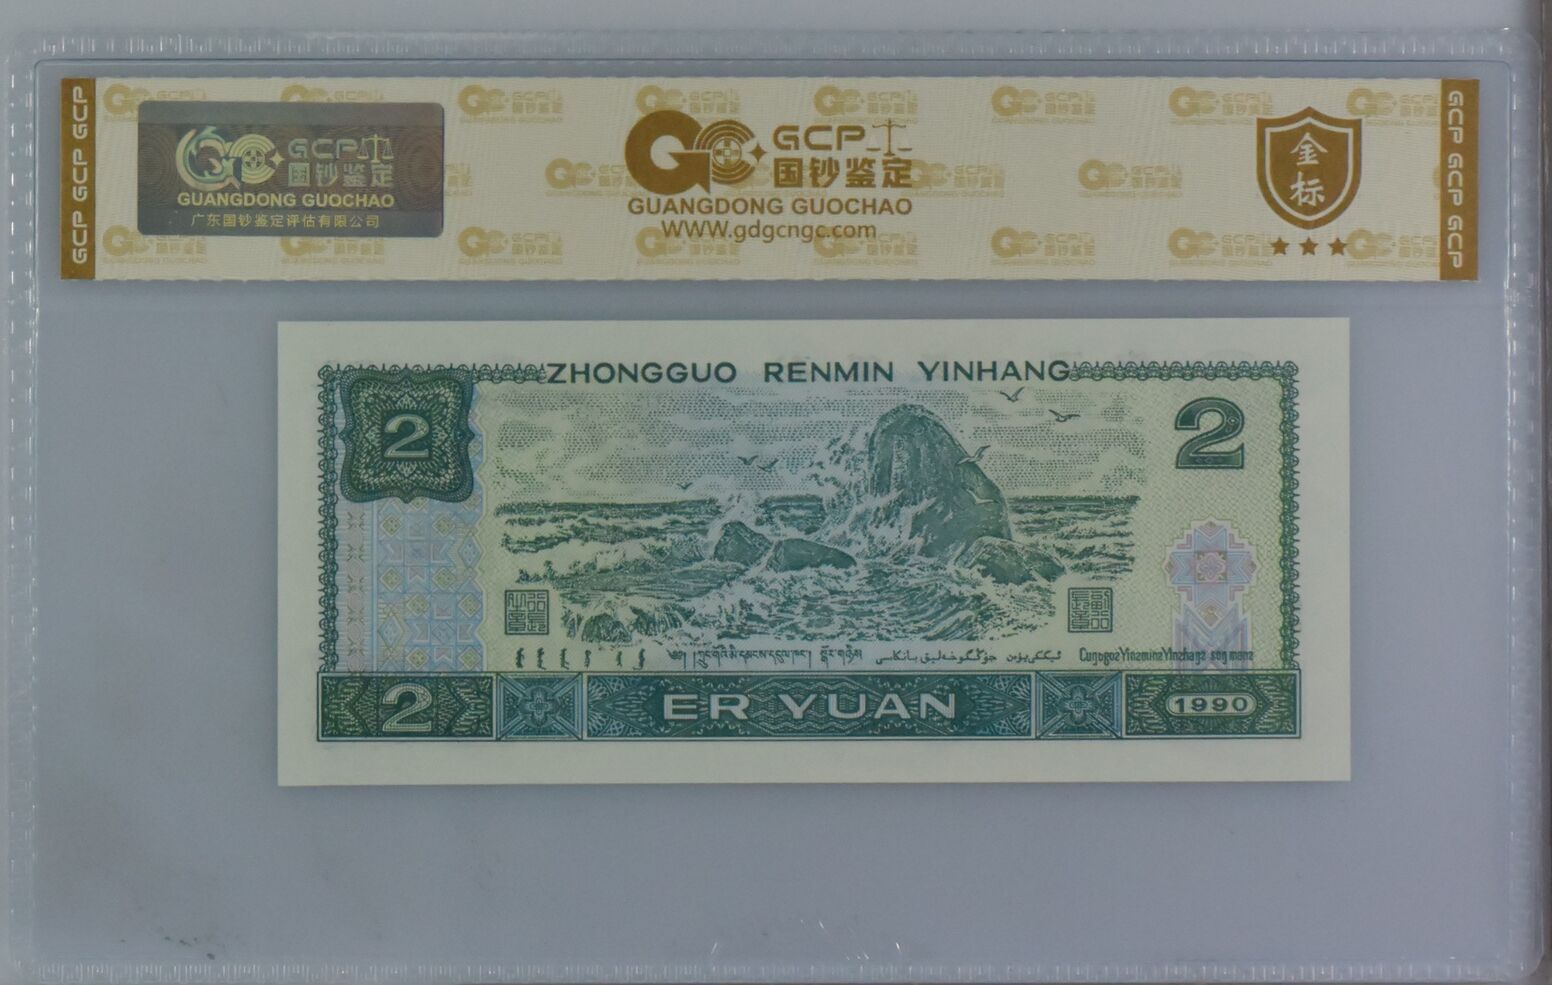 GCP 国钞鉴定
GUANGDONG GUOCHAO
广东国钞鉴定评估有限公司
GCP 国钞鉴定
GUANGDONG GUOCHAO
WWW.gdgcngc.com
金标
GCP GCP GCP
GCP GCP GCP
ZHONGGUO RENMIN YINHANG
2
2
2
ER YUAN
1990